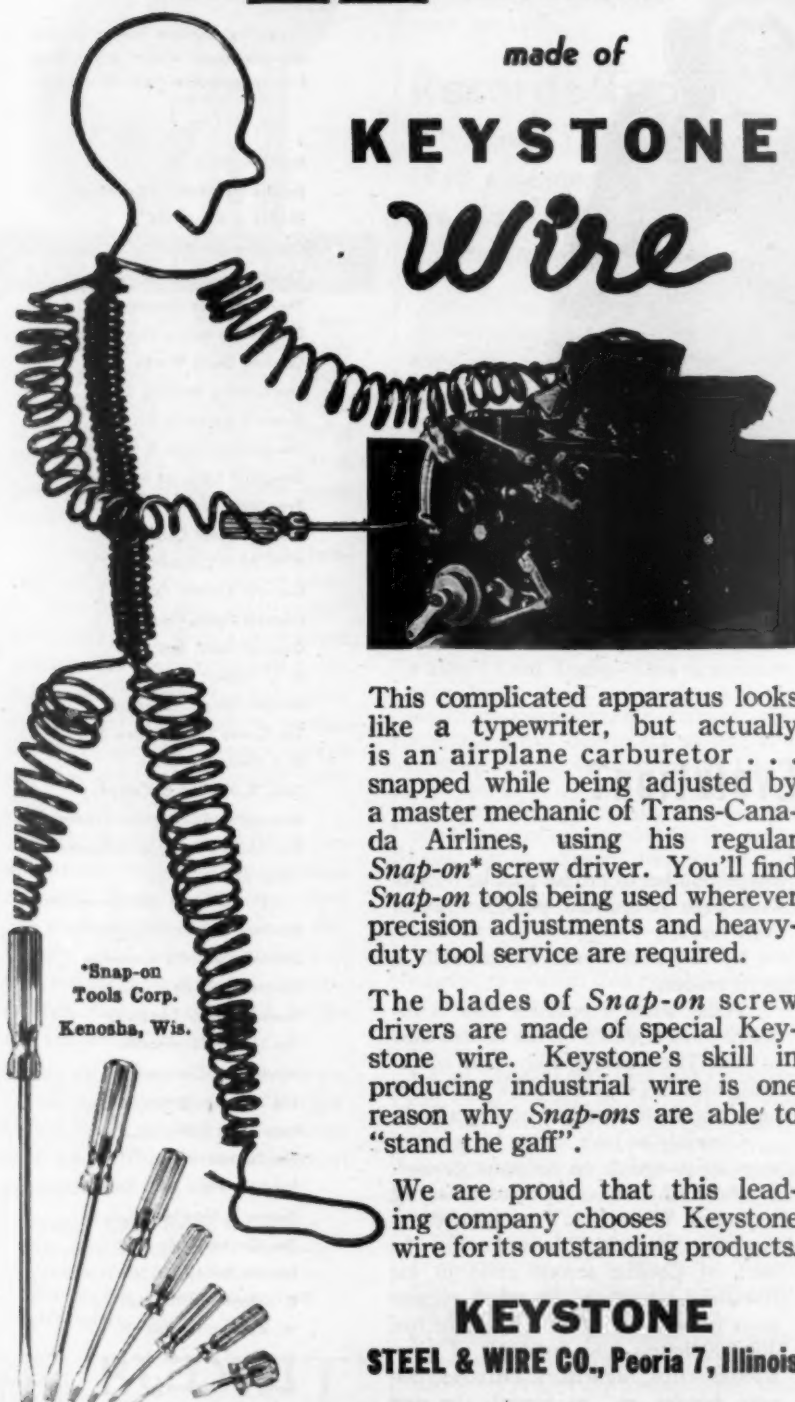 made of
KEYSTONE
Wire
This complicated apparatus looks
like a typewriter, but actually
is an airplane carburetor . . .
snapped while being adjusted by
a master mechanic of Trans-Cana-
da Airlines, using his regular
Snap-on* screw driver. You'll find
Snap-on tools being used wherever
precision adjustments and heavy-
duty tool service are required.
*Snap-on
Tools Corp.
Kenosha, Wis.
The blades of Snap-on screw
drivers are made of special Key-
stone wire. Keystone's skill in
producing industrial wire is one
reason why Snap-ons are able to
"stand the gaff".
We are proud that this lead-
ing company chooses Keystone
wire for its outstanding products.
KEYSTONE
STEEL & WIRE CO., Peoria 7, Illinois